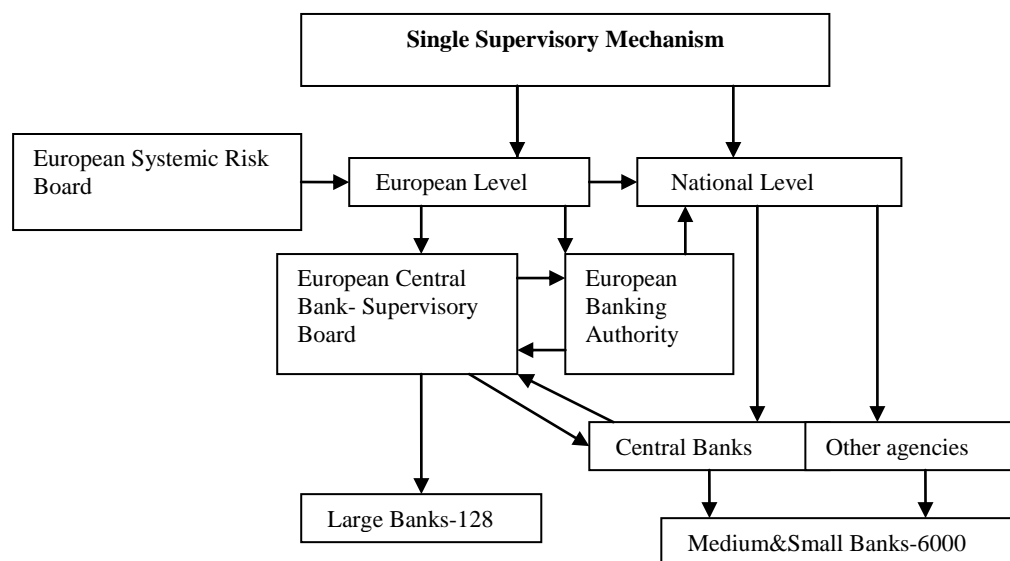 Single Supervisory Mechanism
European Systemic Risk
Board
European Level
National Level
European Central
Bank- Supervisory
Board
European
Banking
Authority
Central Banks
Other agencies
Large Banks-128
Medium&Small Banks-6000